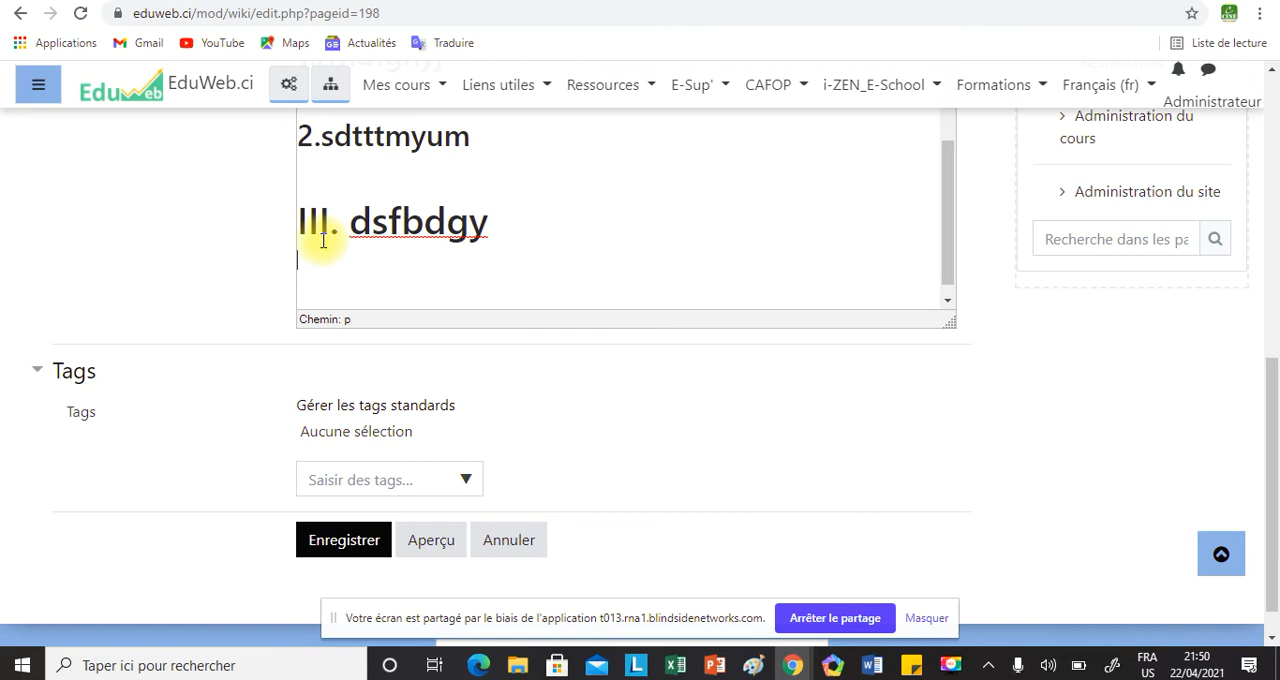 eduweb.ci/mod/wiki/edit.php?pageid=198
Applications Gmail YouTube Maps Actualités Traduire Liste de lecture
EduWeb EduWeb.ci Mes cours Liens utiles Ressources E-Sup' CAFOP i-ZEN_E-School Formations Français (fr) Administrateur
2.sdtttmyum
III. dsfbdgy
Chemin: p
Administration du
cours
Administration du site
Recherche dans les pa
Tags
Tags
Gérer les tags standards
Aucune sélection
Saisir des tags...
Enregistrer Aperçu Annuler
Votre écran est partagé par le biais de l'application t013.rna1.blindsidenetworks.com. Arrêter le partage Masquer
Taper ici pour rechercher
FRA 21:50
US 22/04/2021